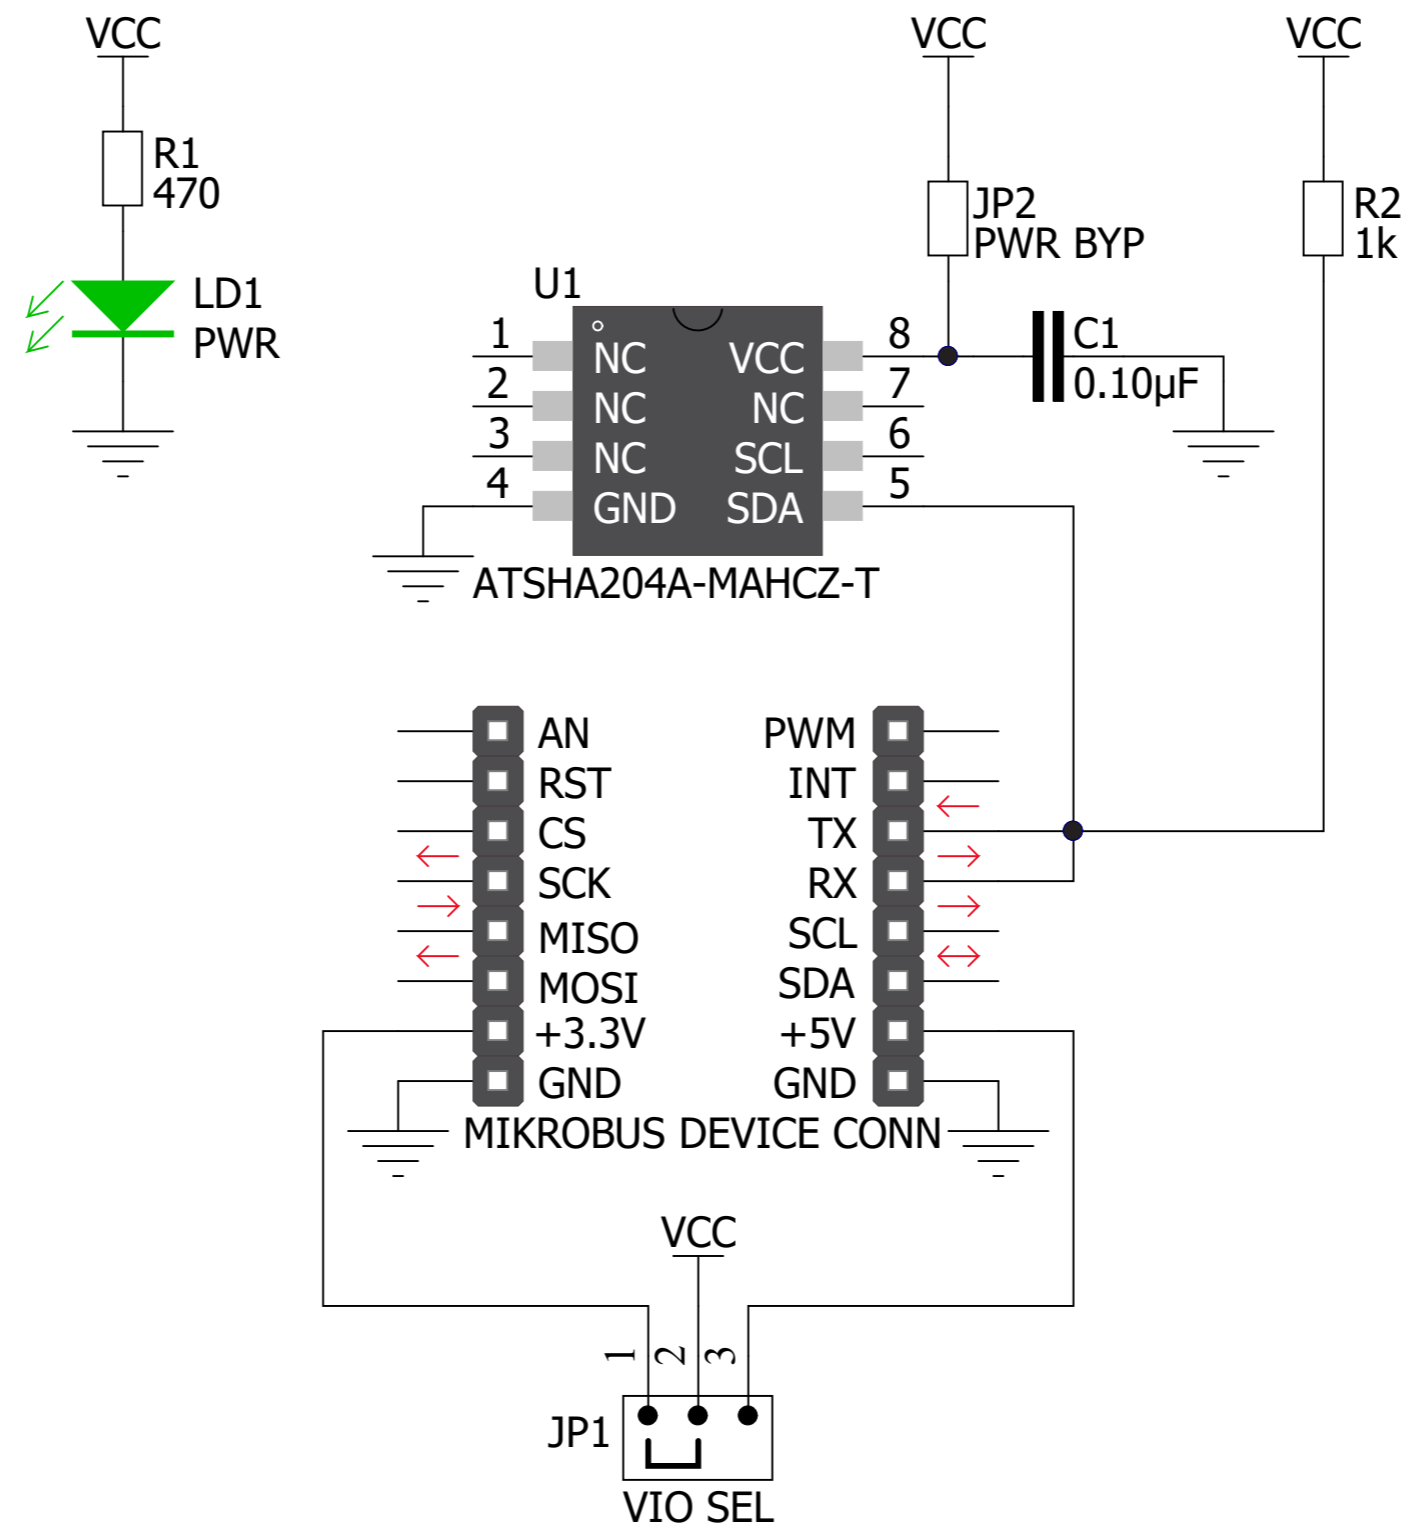 VCC
R1
470
LD1
PWR
VCC
JP2
PWR BYP
VCC
R2
1k
C1
0.10µF
U1
1 NC VCC 8
2 NC NC 7
3 NC SCL 6
4 GND SDA 5
ATSHA204A-MAHCZ-T
AN PWM
RST INT
CS TX
SCK RX
MISO SCL
MOSI SDA
+3.3V +5V
GND GND
MIKROBUS DEVICE CONN
VCC
1 2 3
JP1
VIO SEL